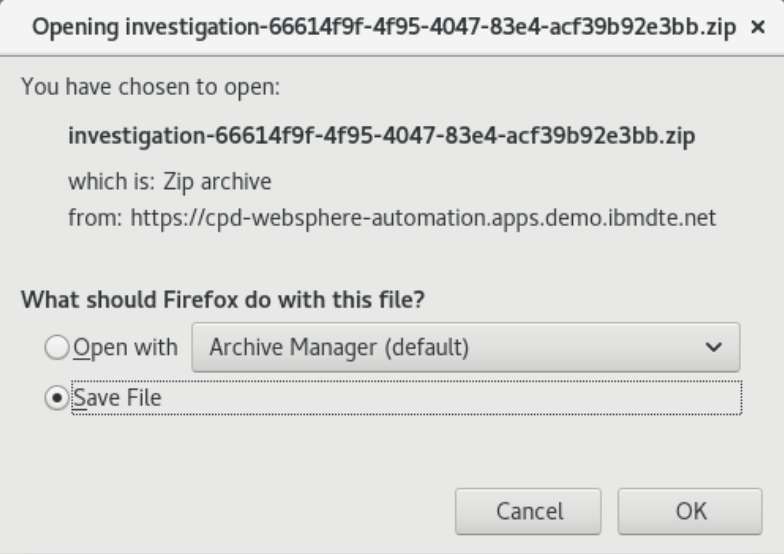 Opening investigation-66614f9f-4f95-4047-83e4-acf39b92e3bb.zip
You have chosen to open:
investigation-66614f9f-4f95-4047-83e4-acf39b92e3bb.zip
which is: Zip archive
from: https://cpd-websphere-automation.apps.demo.ibmdte.net
What should Firefox do with this file?
Open with Archive Manager (default)
Save File
Cancel OK